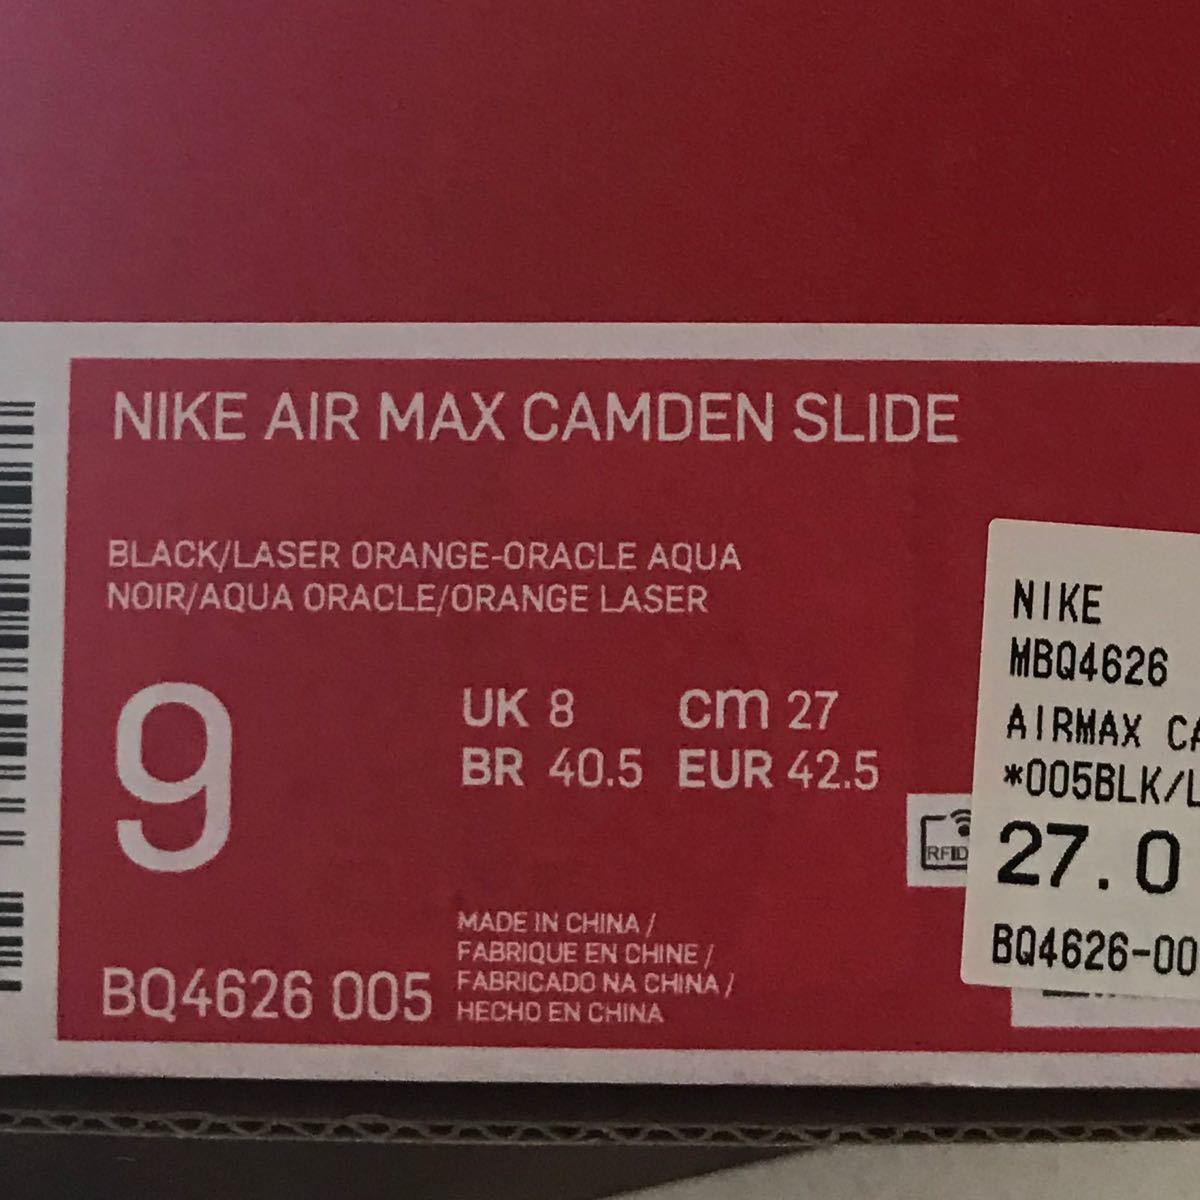 NIKE AIR MAX CAMDEN SLIDE
BLACK/LASER ORANGE-ORACLE AQUA
NOIR/AQUA ORACLE/ORANGE LASER
9
UK 8 cm 27
BR 40.5 EUR 42.5
RFID
BQ4626 005
MADE IN CHINA /
FABRIQUE EN CHINE /
FABRICADO NA CHINA /
HECHO EN CHINA
NIKE
MBQ4626
AIRMAX CA
*005BLK/L
27.0
BQ4626-00